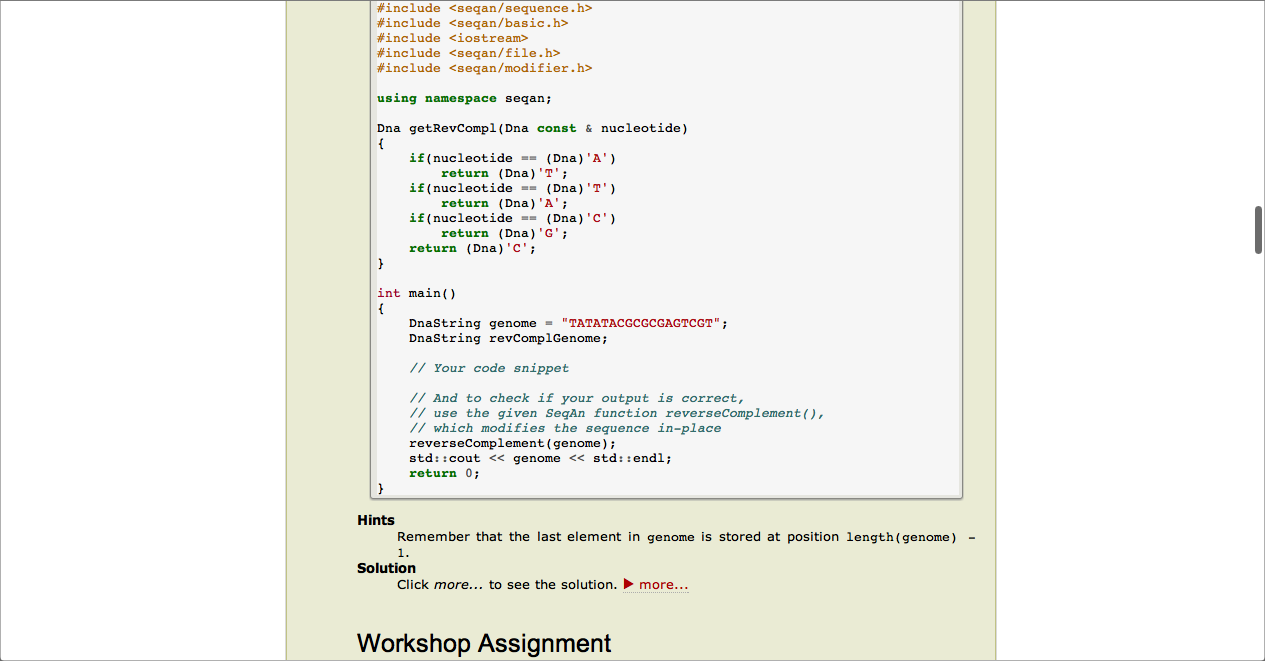 #include <seqan/sequence.h>
#include <seqan/basic.h>
#include <iostream>
#include <seqan/file.h>
#include <seqan/modifier.h>
using namespace seqan;
Dna getRevCompl(Dna const & nucleotide)
{
    if(nucleotide == (Dna)'A')
        return (Dna)'T';
    if(nucleotide == (Dna)'T')
        return (Dna)'A';
    if(nucleotide == (Dna)'C')
        return (Dna)'G';
    return (Dna)'C';
}
int main()
{
    DnaString genome = "TATATACGCGCGAGTCGT";
    DnaString revComplGenome;
    // Your code snippet
    // And to check if your output is correct,
    // use the given SeqAn function reverseComplement(),
    // which modifies the sequence in-place
    reverseComplement(genome);
    std::cout << genome << std::endl;
    return 0;
}
Hints
Remember that the last element in genome is stored at position length(genome) -
1.
Solution
Click more... to see the solution. ▶ more...
Workshop Assignment